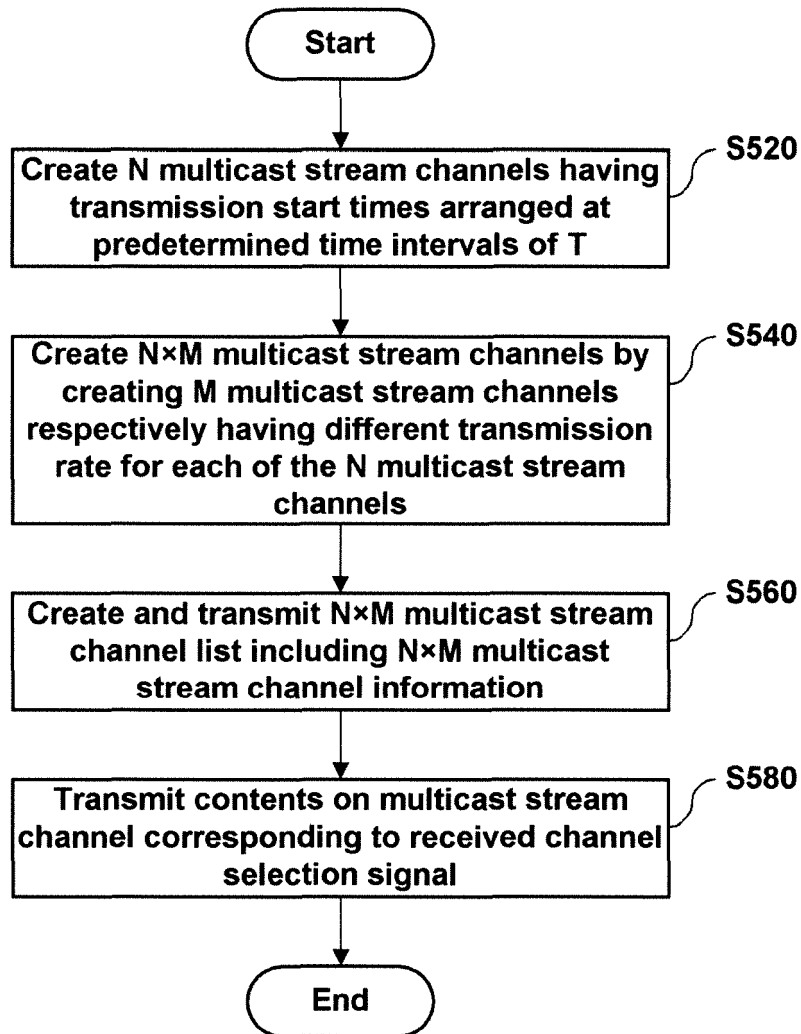 Start
S520
Create N multicast stream channels having
transmission start times arranged at
predetermined time intervals of T
S540
Create N×M multicast stream channels by
creating M multicast stream channels
respectively having different transmission
rate for each of the N multicast stream
channels
S560
Create and transmit N×M multicast stream
channel list including N×M multicast
stream channel information
S580
Transmit contents on multicast stream
channel corresponding to received channel
selection signal
End